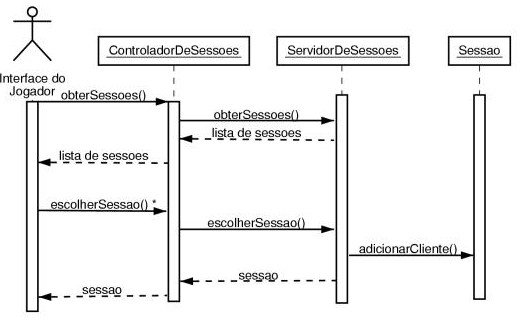 ControladorDeSessoes
ServidorDeSessoes
Sessao
Interface do
Jogador
obterSessoes()
obterSessoes()
lista de sessoes
lista de sessoes
escolherSessao() *
escolherSessao()
adicionarCliente()
sessao
sessao